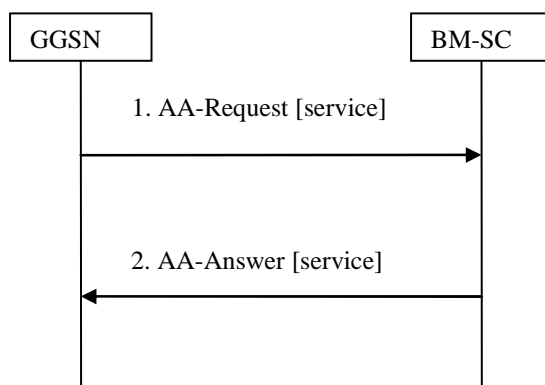 GGSN
BM-SC
1. AA-Request [service]
2. AA-Answer [service]